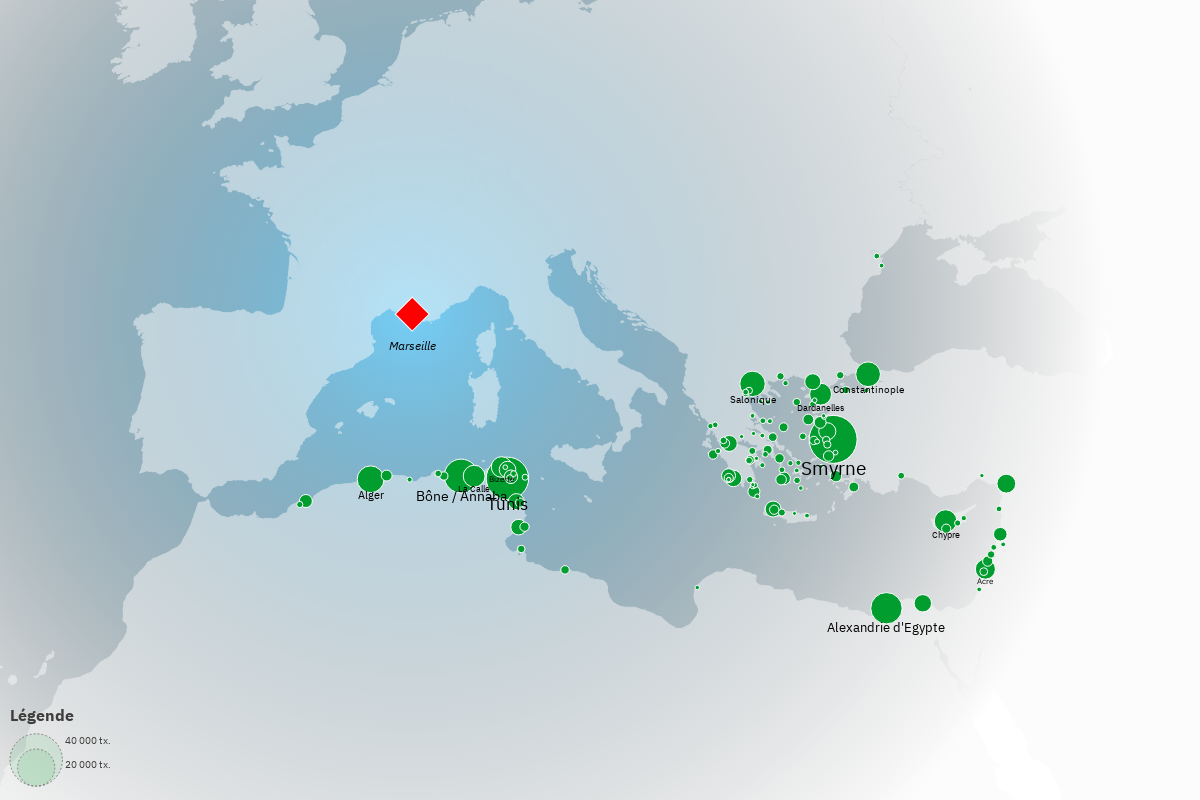 Marseille
Constantinople
Salonique
Dardanelles
Smyrne
Alger
La Calle
Bône / Annaba
Tunis
Chypre
Acre
Alexandrie d'Egypte
Légende
40 000 tx.
20 000 tx.